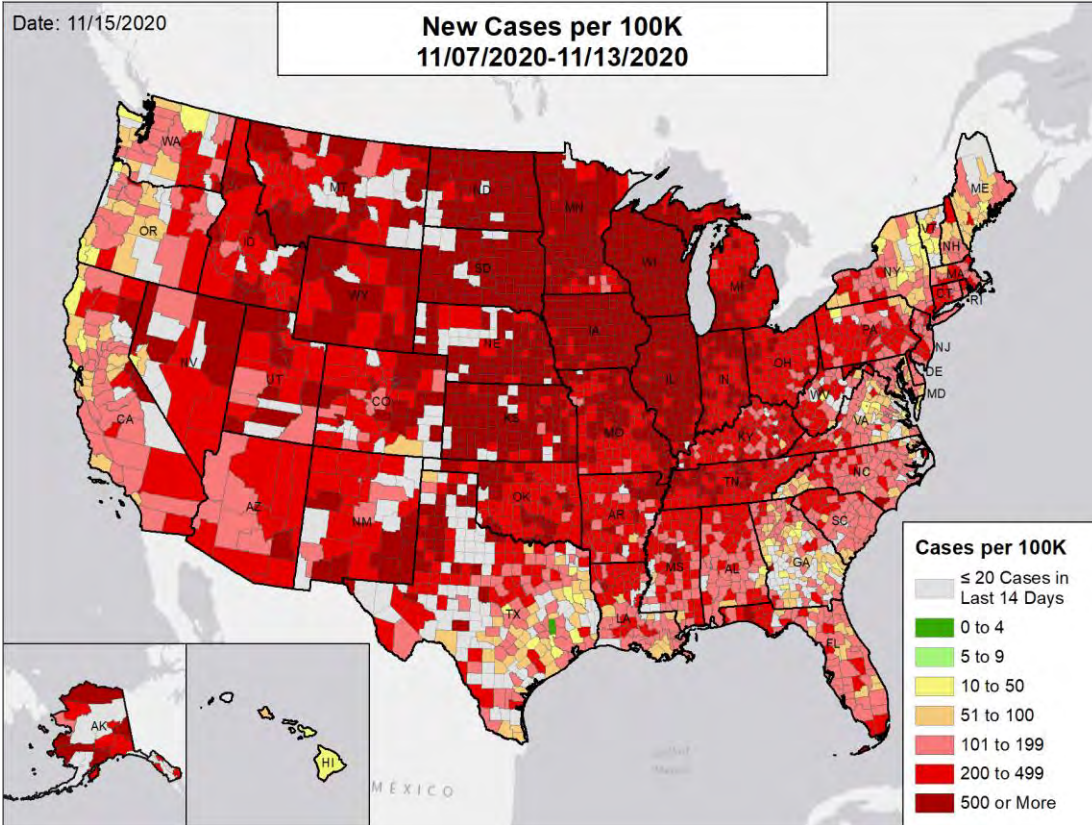 Date: 11/15/2020
New Cases per 100K
11/07/2020-11/13/2020
WA
MT
ND
MN
ME
OR
ID
SD
WI
VT
NH
NY
MA
WY
MI
CT
RI
IA
PA
NE
NJ
NV
OH
IL
IN
DE
UT
CO
MD
WV
CA
KS
MO
VA
KY
NC
TN
OK
AZ
NM
AR
SC
MS
AL
GA
TX
LA
FL
AK
HI
MÉXICO
Cases per 100K
≤ 20 Cases in
Last 14 Days
0 to 4
5 to 9
10 to 50
51 to 100
101 to 199
200 to 499
500 or More